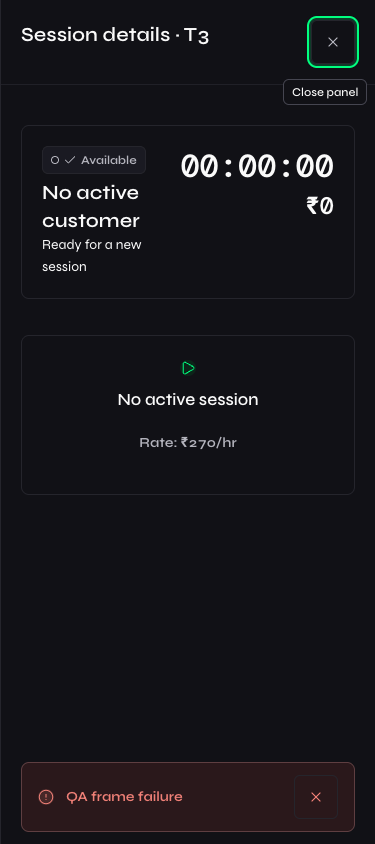 Session details · T3
Close panel
Available
00:00:00
No active
customer
₹0
Ready for a new
session
No active session
Rate: ₹270/hr
QA frame failure